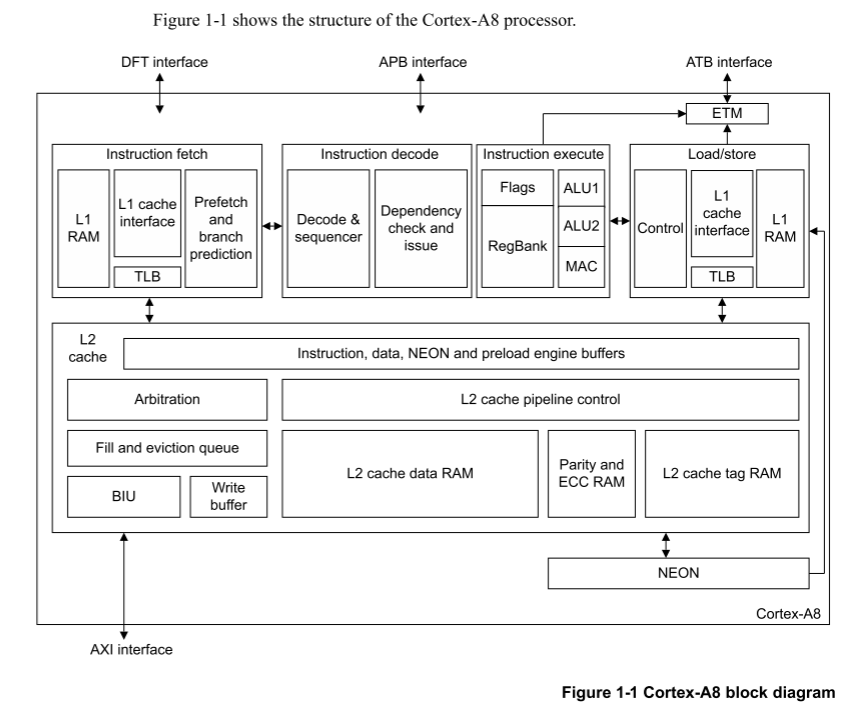 Figure 1-1 shows the structure of the Cortex-A8 processor.
DFT interface
APB interface
ATB interface
ETM
Instruction fetch
L1
RAM
L1 cache
interface
TLB
Prefetch
and
branch
prediction
Instruction decode
Decode &
sequencer
Dependency
check and
issue
Instruction execute
Flags
RegBank
ALU1
ALU2
MAC
Load/store
Control
L1
cache
interface
TLB
L1
RAM
L2
cache
Instruction, data, NEON and preload engine buffers
Arbitration
L2 cache pipeline control
Fill and eviction queue
BIU
Write
buffer
L2 cache data RAM
Parity and
ECC RAM
L2 cache tag RAM
NEON
Cortex-A8
AXI interface
Figure 1-1 Cortex-A8 block diagram